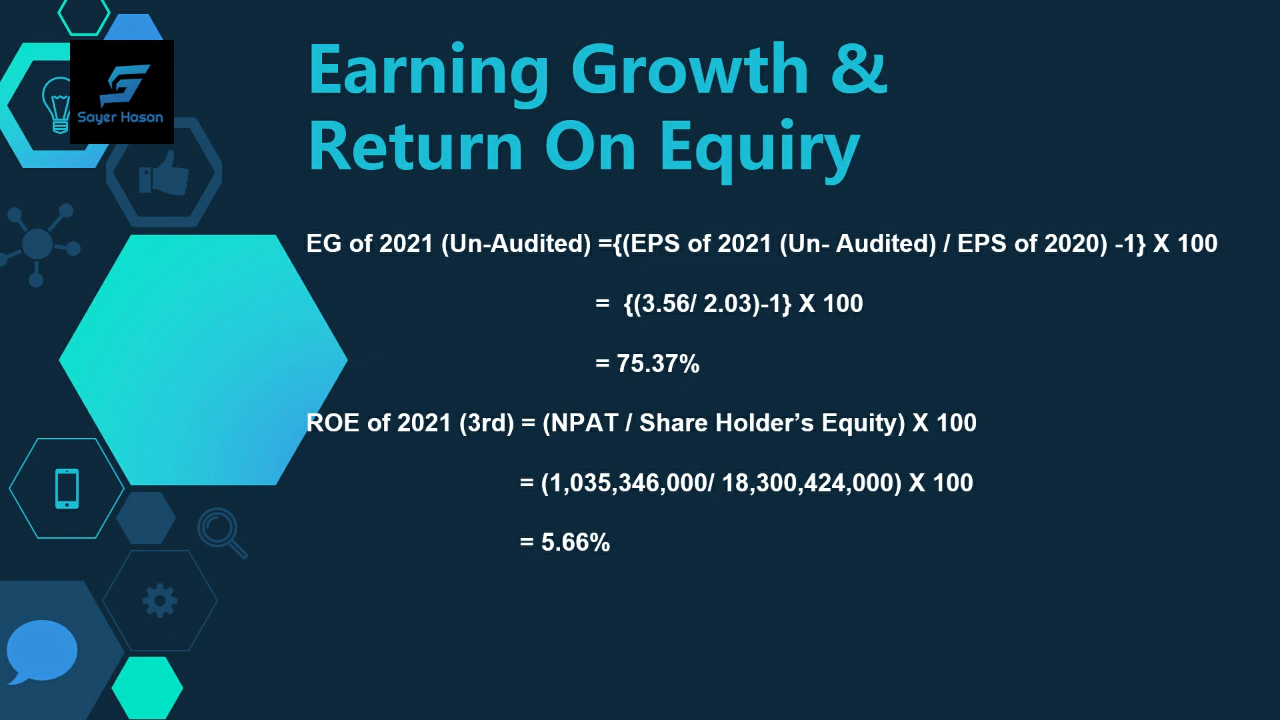 Sayer Hasan
Earning Growth &
Return On Equiry
EG of 2021 (Un-Audited) ={(EPS of 2021 (Un- Audited) / EPS of 2020) -1} X 100
= {(3.56/ 2.03)-1} X 100
= 75.37%
ROE of 2021 (3rd) = (NPAT / Share Holder’s Equity) X 100
= (1,035,346,000/ 18,300,424,000) X 100
= 5.66%